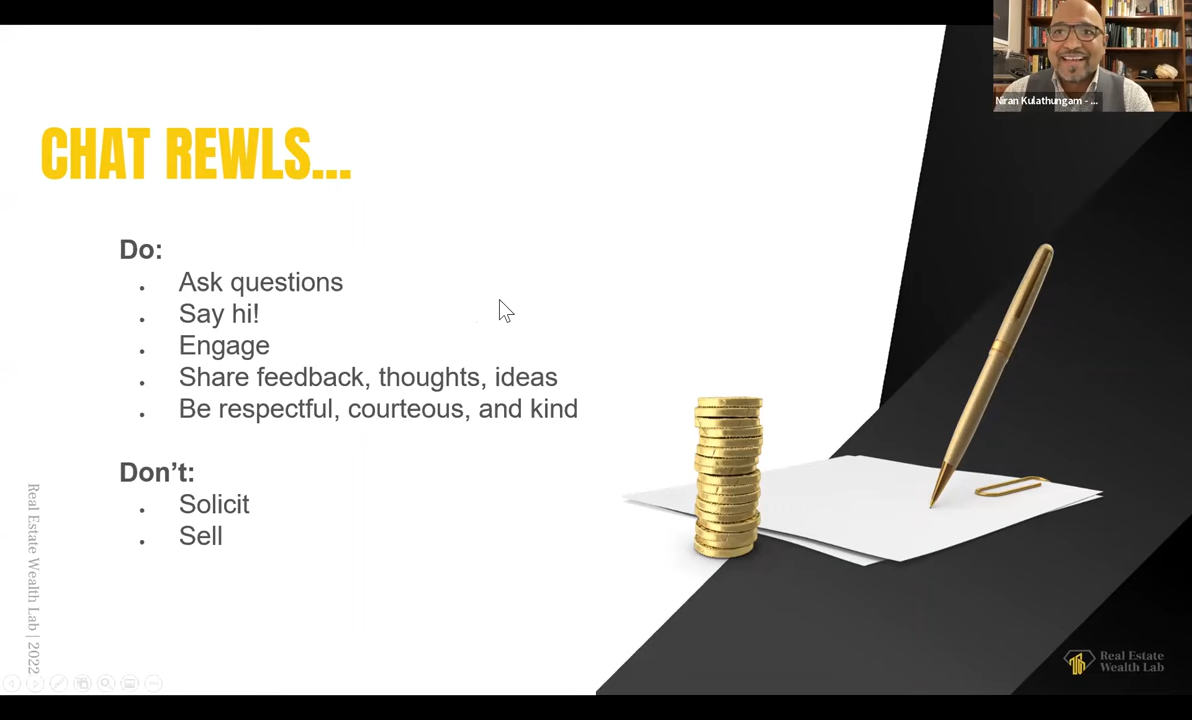 Niran Kulathungam - ...
CHAT REWLS...
Do:
Ask questions
Say hi!
Engage
Share feedback, thoughts, ideas
Be respectful, courteous, and kind
Don't:
Solicit
Sell
Real Estate Wealth Lab | 2022
Real Estate
Wealth Lab